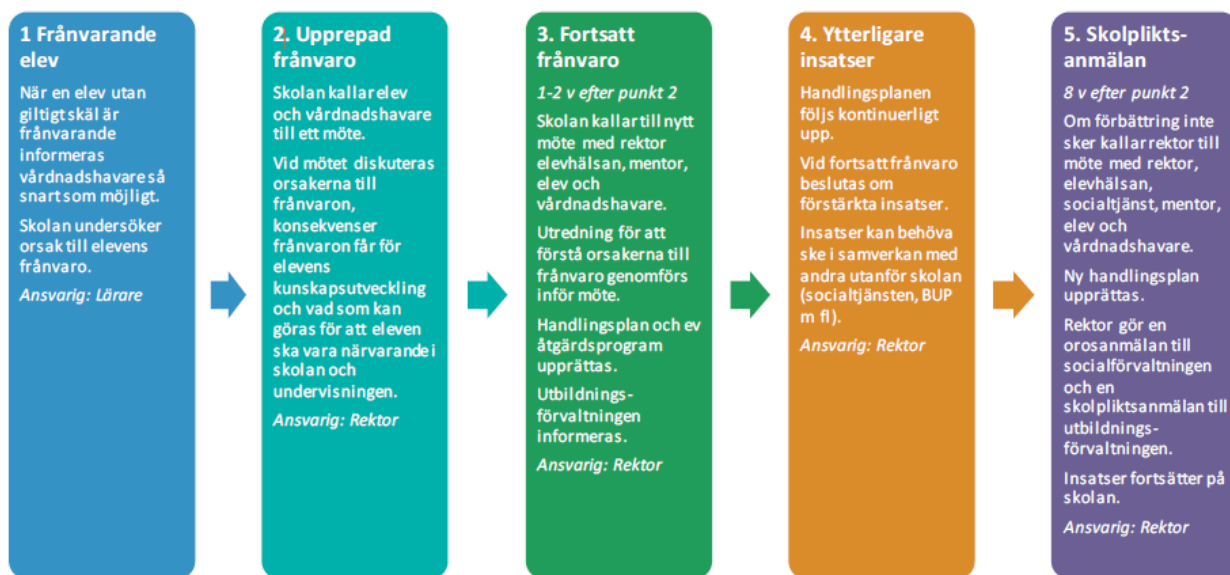 1 Frånvarande
elev
När en elev utan
giltigt skäl är
frånvarande
informeras
vårdnadshavare så
snart som möjligt.
Skolan undersöker
orsak till elevens
frånvaro.
Ansvarig: Lärare
2. Upprepad
frånvaro
Skolan kallar elev
och vårdnadshavare
till ett möte.
Vid mötet diskuteras
orsakerna till
frånvaron,
konsekvenser
frånvaron får för
elevens
kunskapsutveckling
och vad som kan
göras för att eleven
ska vara närvarande i
skolan och
undervisningen.
Ansvarig: Rektor
3. Fortsatt
frånvaro
1-2 v efter punkt 2
Skolan kallar till nytt
möte med rektor
elevhälsan, mentor,
elev och
vårdnadshavare.
Utredning för att
förstå orsakerna till
frånvaro genomförs
inför möte.
Handlingsplan och ev
åtgärdsprogram
upprättas.
Utbildnings-
förvaltningen
informeras.
Ansvarig: Rektor
4. Ytterligare
insatser
Handlingsplanen
följs kontinuerligt
upp.
Vid fortsatt frånvaro
beslutas om
förstärkta insatser.
Insatser kan behöva
ske i samverkan med
andra utanför skolan
(socialtjänsten, BUP
m fl).
Ansvarig: Rektor
5. Skolplikts-
anmälan
8 v efter punkt 2
Om förbättring inte
sker kallar rektor till
möte med rektor,
elevhälsan,
socialtjänst, mentor,
elev och
vårdnadshavare.
Ny handlingsplan
upprättas.
Rektor gör en
orosanmälan till
socialförvaltningen
och en
skolpliktsanmälan till
utbildnings-
förvaltningen.
Insatser fortsätter på
skolan.
Ansvarig: Rektor